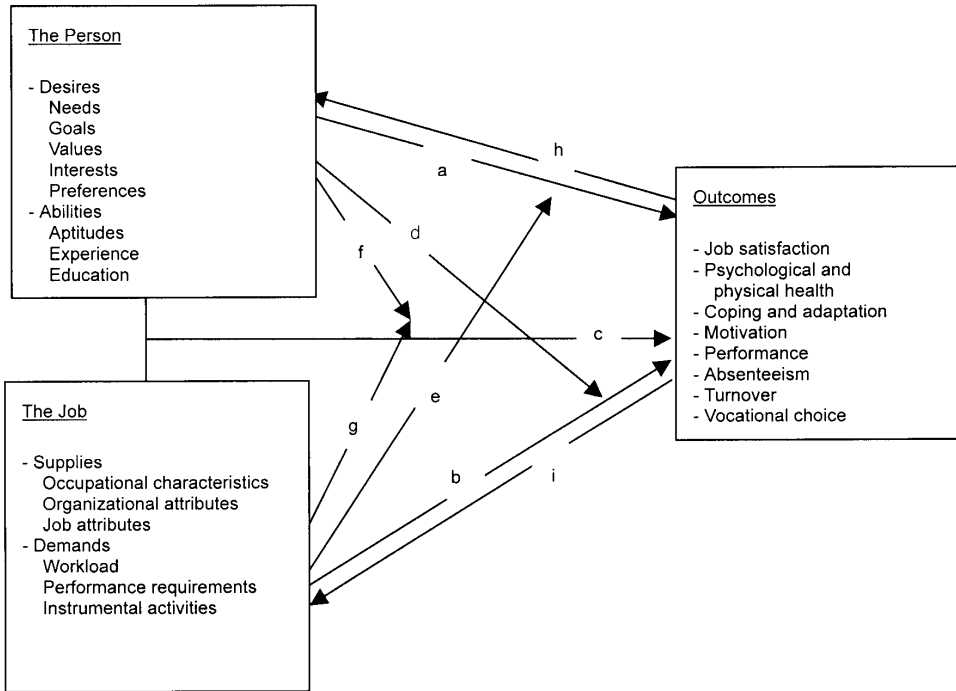 The Person
- Desires
Needs
Goals
Values
Interests
Preferences
- Abilities
Aptitudes
Experience
Education
The Job
- Supplies
Occupational characteristics
Organizational attributes
Job attributes
- Demands
Workload
Performance requirements
Instrumental activities
h
a
d
f
c
e
g
b
i
Outcomes
- Job satisfaction
- Psychological and
physical health
- Coping and adaptation
- Motivation
- Performance
- Absenteeism
- Turnover
- Vocational choice